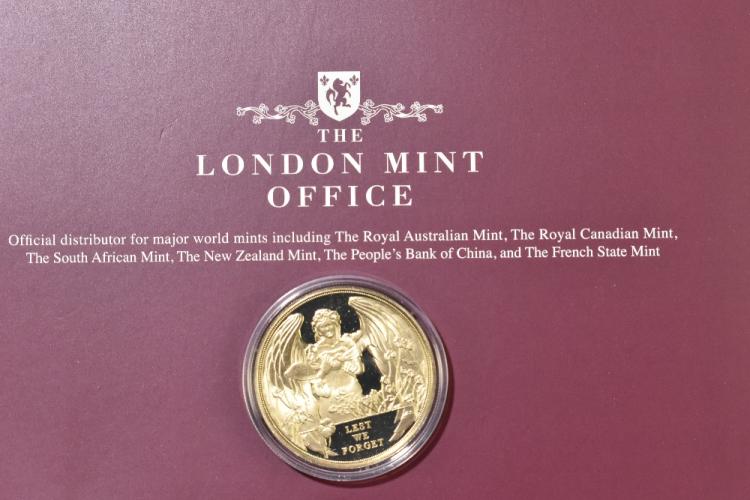 THE
LONDON MINT
OFFICE
Official distributor for major world mints including The Royal Australian Mint, The Royal Canadian Mint,
The South African Mint, The New Zealand Mint, The People's Bank of China, and The French State Mint
LEST
WE
FORGET